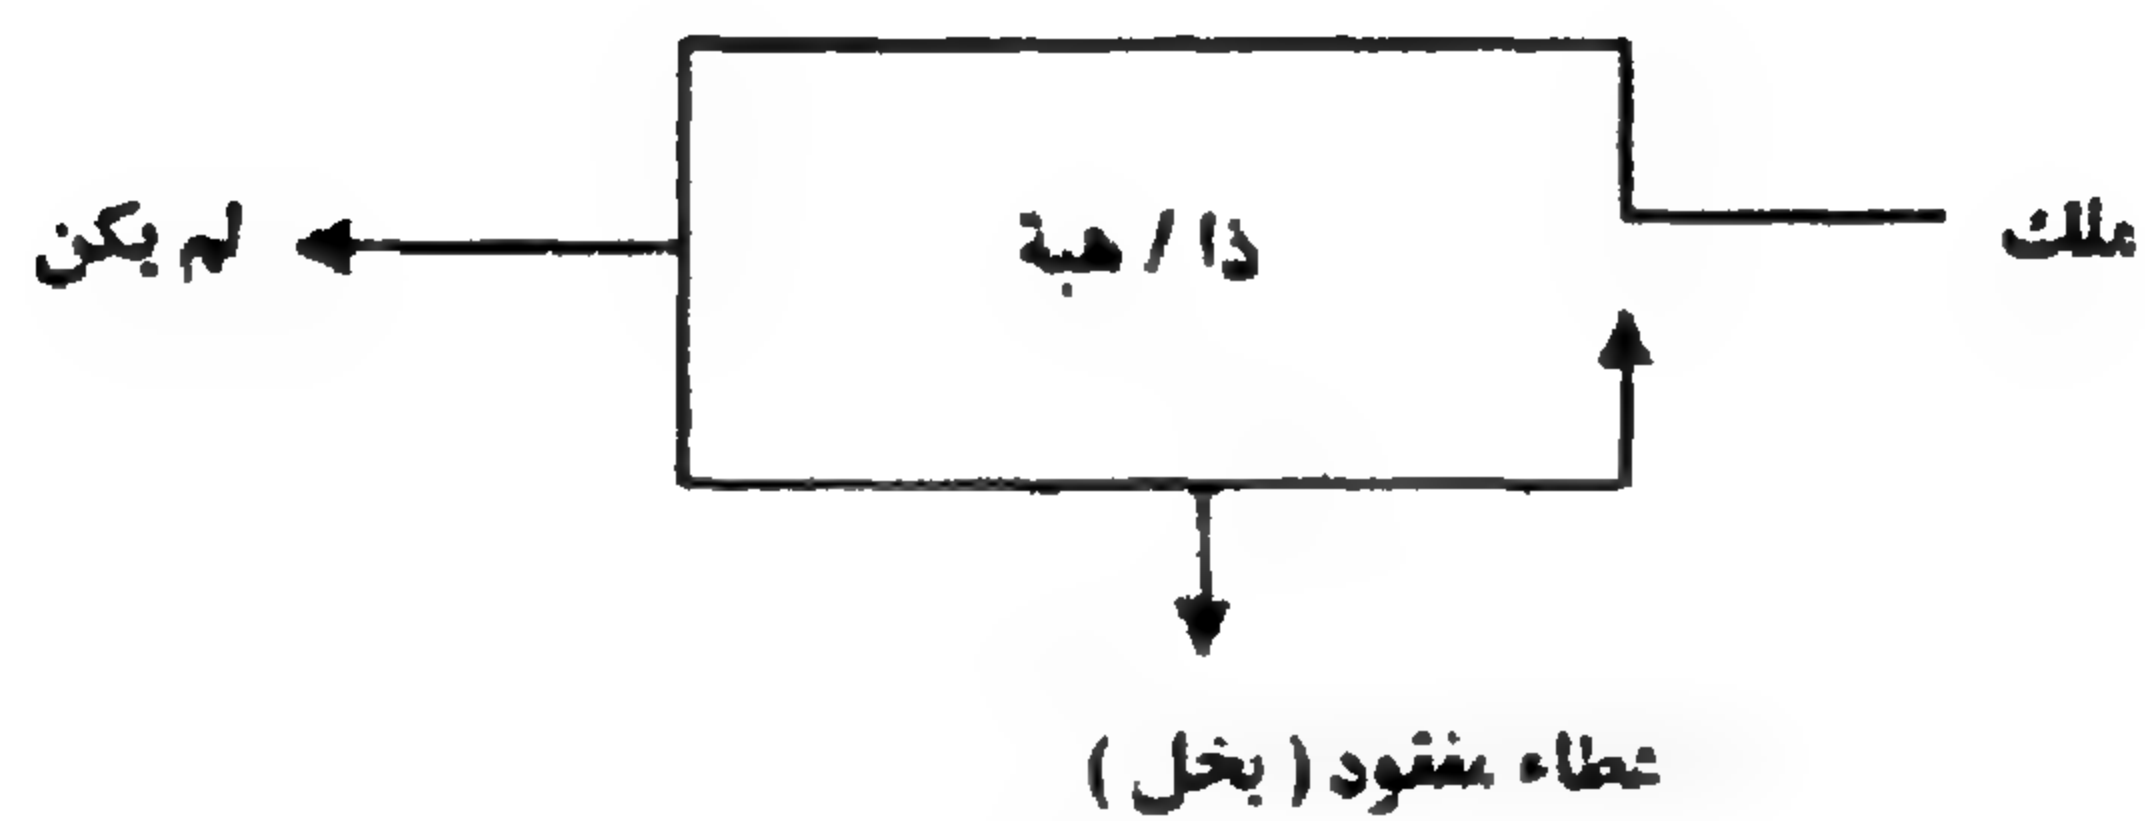 ملك
ذا / هبة
لم يكن
عطاء مفقود ( بخل )